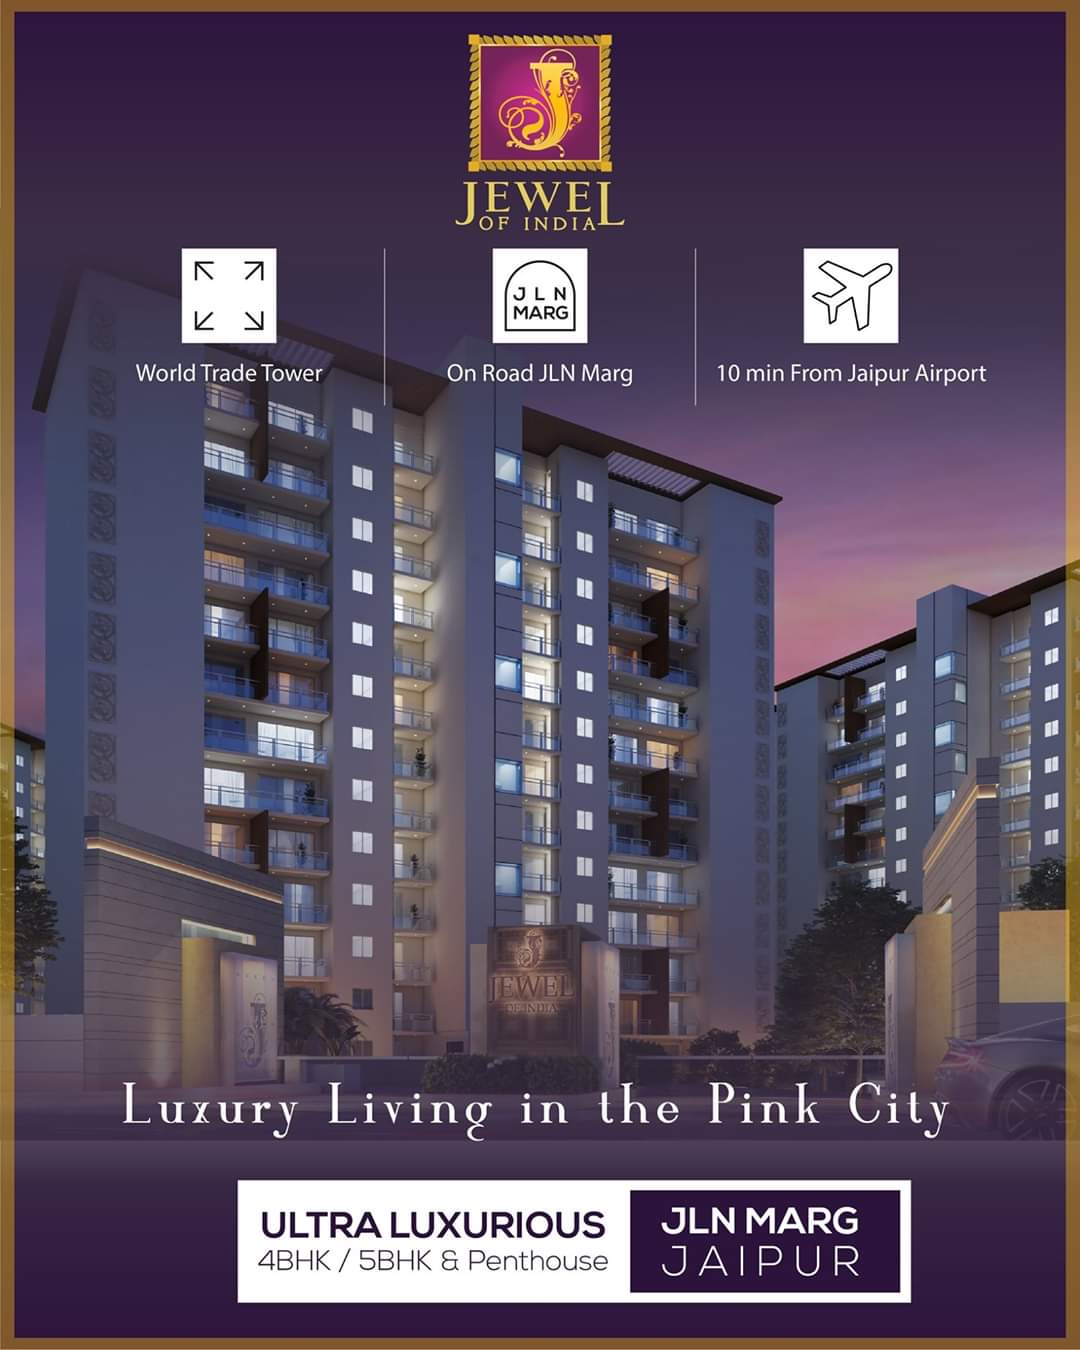 J
JEWEL
OF INDIA
JLN
MARG
World Trade Tower
On Road JLN Marg
10 min From Jaipur Airport
J
JEWEL
OF INDIA
Luxury Living in the Pink City
ULTRA LUXURIOUS
4BHK / 5BHK & Penthouse
JLN MARG
JAIPUR